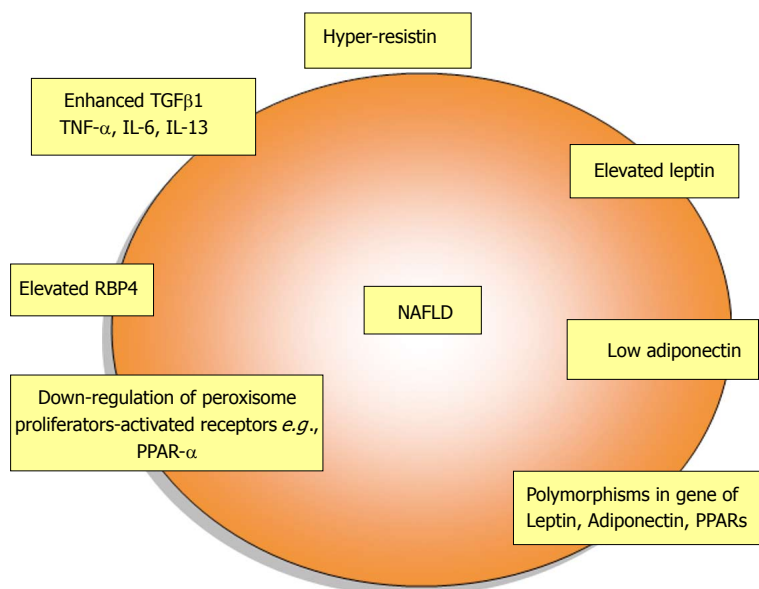 Hyper-resistin
Enhanced TGFβ1
TNF-α, IL-6, IL-13
Elevated leptin
Elevated RBP4
NAFLD
Low adiponectin
Down-regulation of peroxisome
proliferators-activated receptors e.g.,
PPAR-α
Polymorphisms in gene of
Leptin, Adiponectin, PPARs